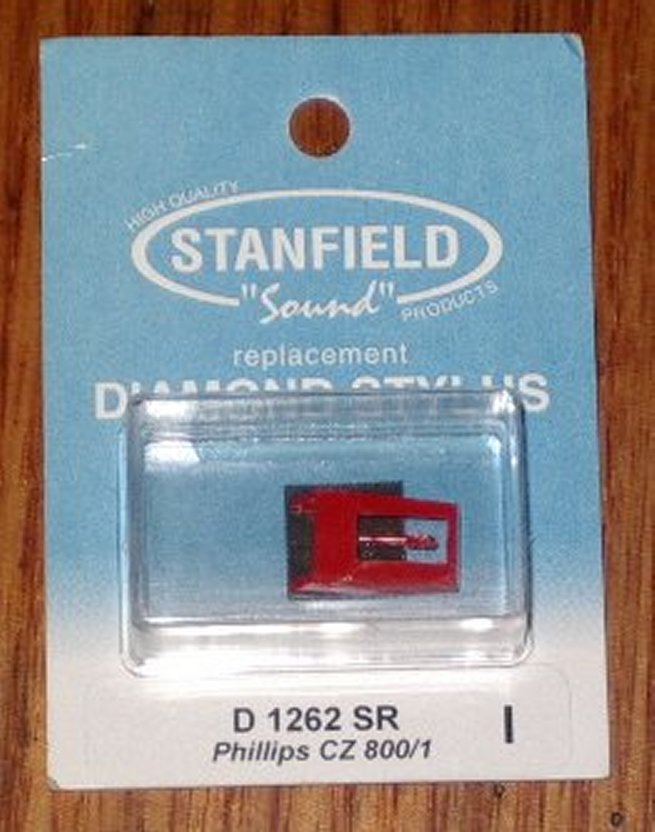 HIGH QUALITY
STANFIELD
"Sound"
PRODUCTS
replacement
DIAMOND STYLUS
D 1262 SR I
Phillips CZ 800/1